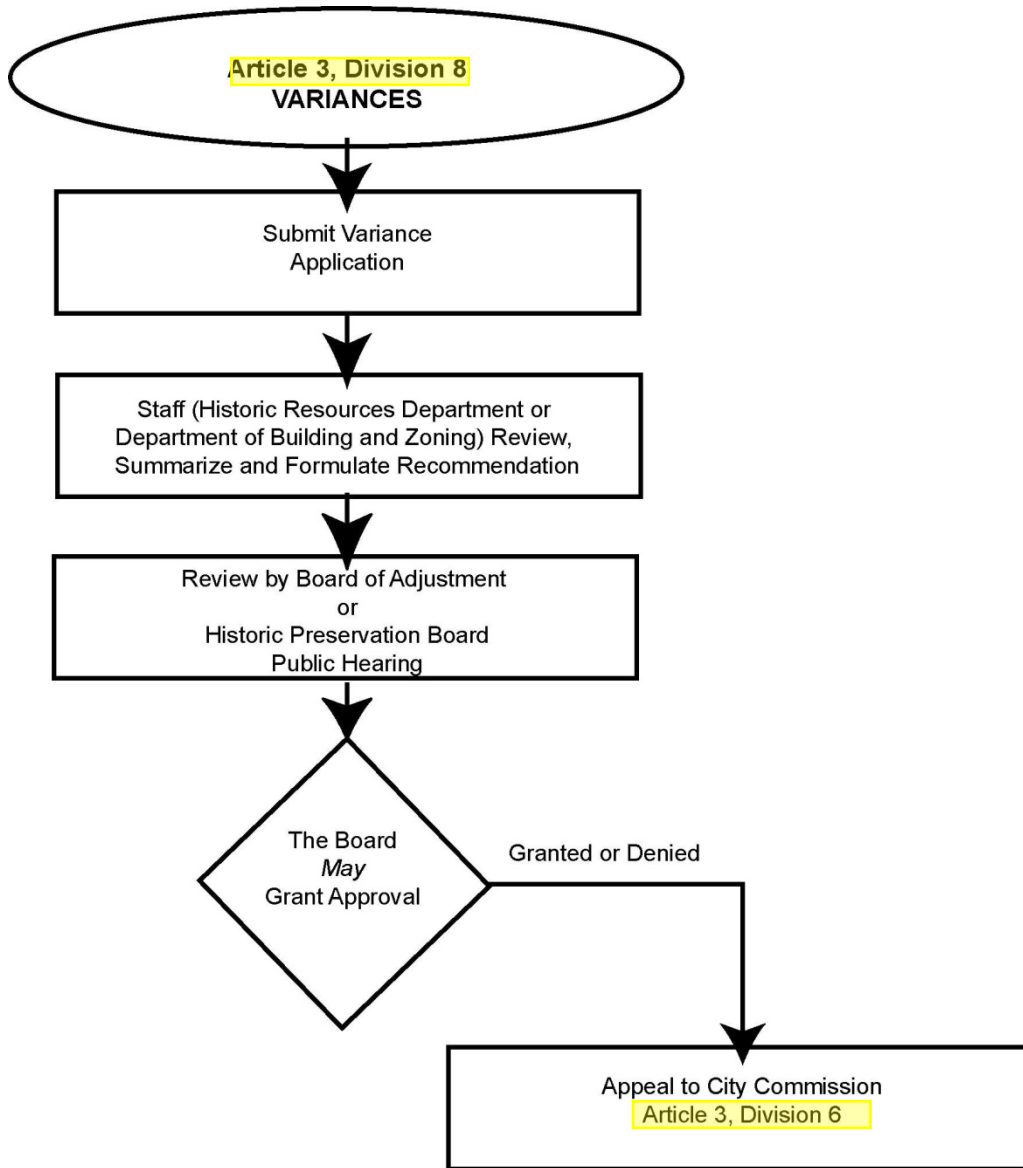 Article 3, Division 8
VARIANCES
Submit Variance
Application
Staff (Historic Resources Department or
Department of Building and Zoning) Review,
Summarize and Formulate Recommendation
Review by Board of Adjustment
or
Historic Preservation Board
Public Hearing
The Board
May
Grant Approval
Granted or Denied
Appeal to City Commission
Article 3, Division 6